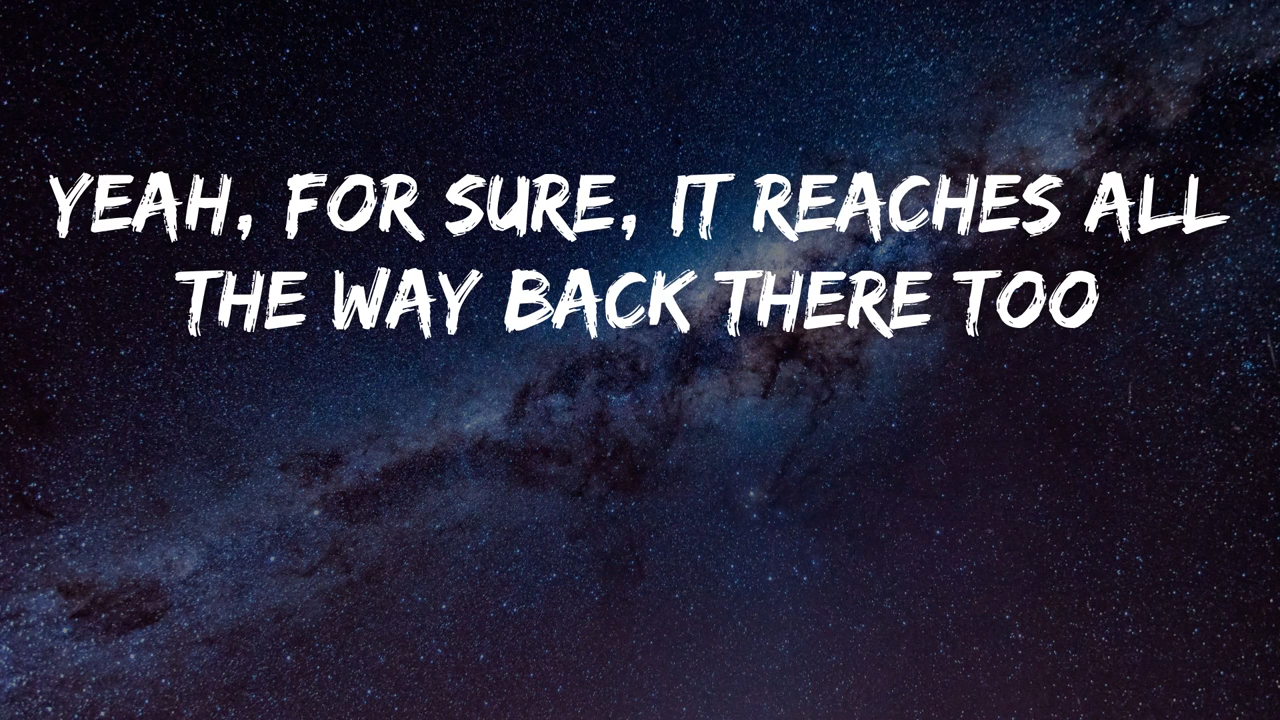 YEAH, FOR SURE, IT REACHES ALL
THE WAY BACK THERE TOO